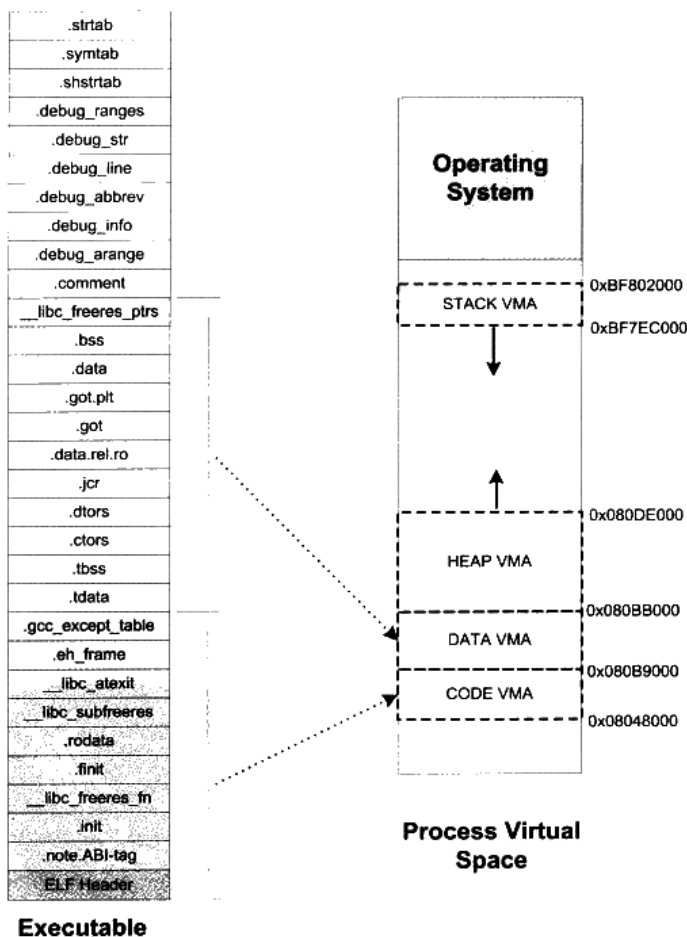 .strtab
.symtab
.shstrtab
.debug_ranges
.debug_str
.debug_line
.debug_abbrev
.debug_info
.debug_arange
.comment
__libc_freeres_ptrs
.bss
.data
.got.plt
.got
.data.rel.ro
.jcr
.dtors
.ctors
.tbss
.tdata
.gcc_except_table
.eh_frame
__libc_atexit
__libc_subfreeres
.rodata
.finit
__libc_freeres_fn
.init
.note.ABI-tag
ELF Header
Executable
Operating
System
0xBF802000
STACK VMA
0xBF7EC000
0x080DE000
HEAP VMA
0x080BB000
DATA VMA
0x080B9000
CODE VMA
0x08048000
Process Virtual
Space